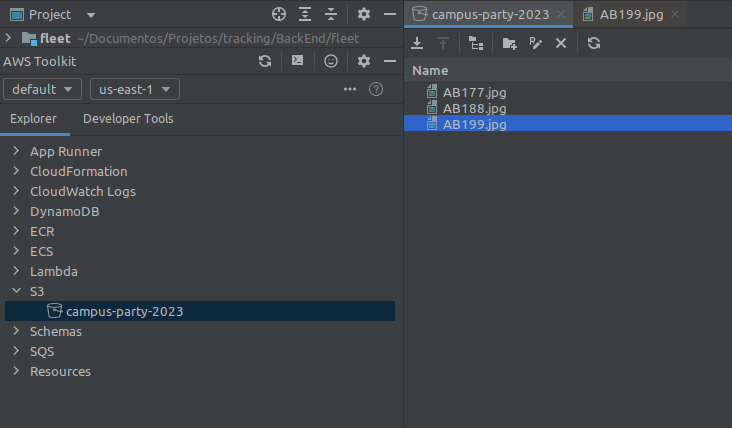 Project
fleet ~/Documentos/Projetos/tracking/BackEnd/fleet
AWS Toolkit
default us-east-1
Explorer Developer Tools
App Runner
CloudFormation
CloudWatch Logs
DynamoDB
ECR
ECS
Lambda
S3
campus-party-2023
Schemas
SQS
Resources
campus-party-2023 AB199.jpg
Name
AB177.jpg
AB188.jpg
AB199.jpg